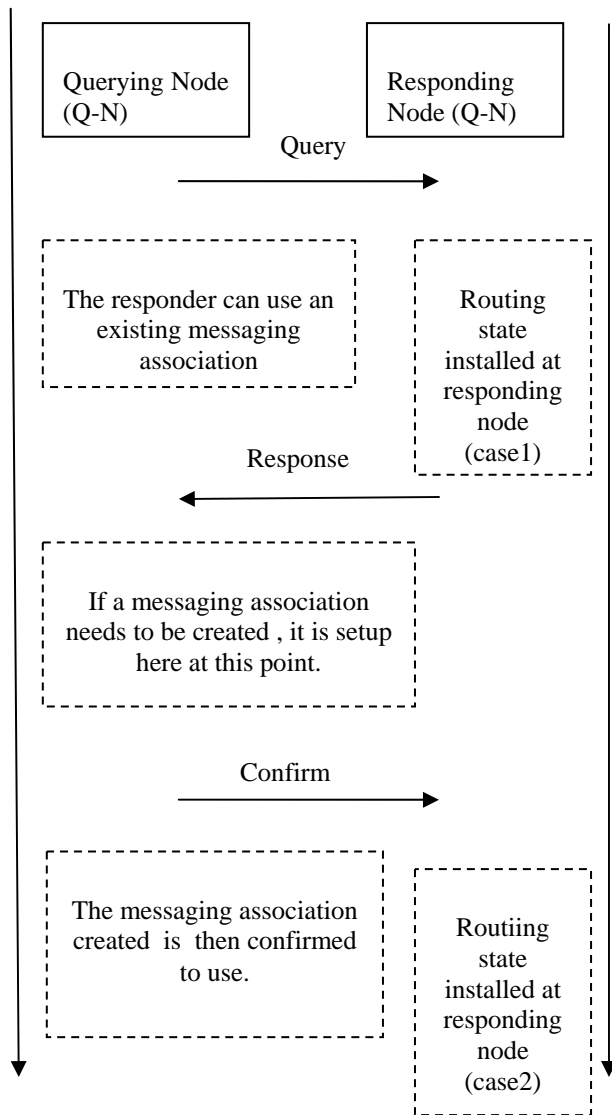 Querying Node
(Q-N)
Responding
Node (Q-N)
Query
The responder can use an
existing messaging
association
Routing
state
installed at
responding
node
(case1)
Response
If a messaging association
needs to be created , it is setup
here at this point.
Confirm
The messaging association
created is then confirmed
to use.
Routiing
state
installed at
responding
node
(case2)